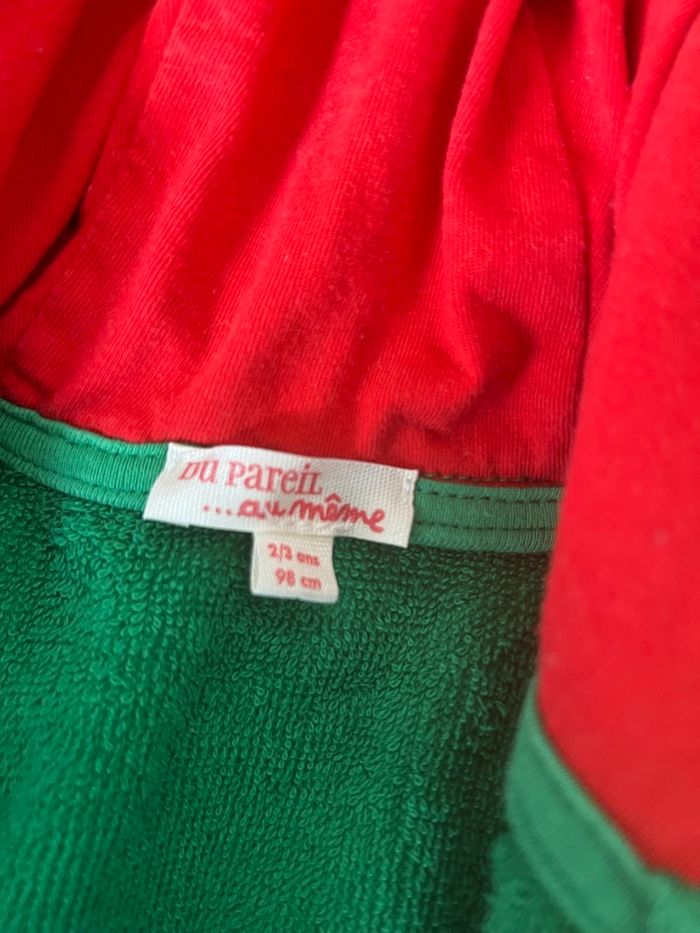 DU PAREIL
...au même
2/3 ans
98 cm